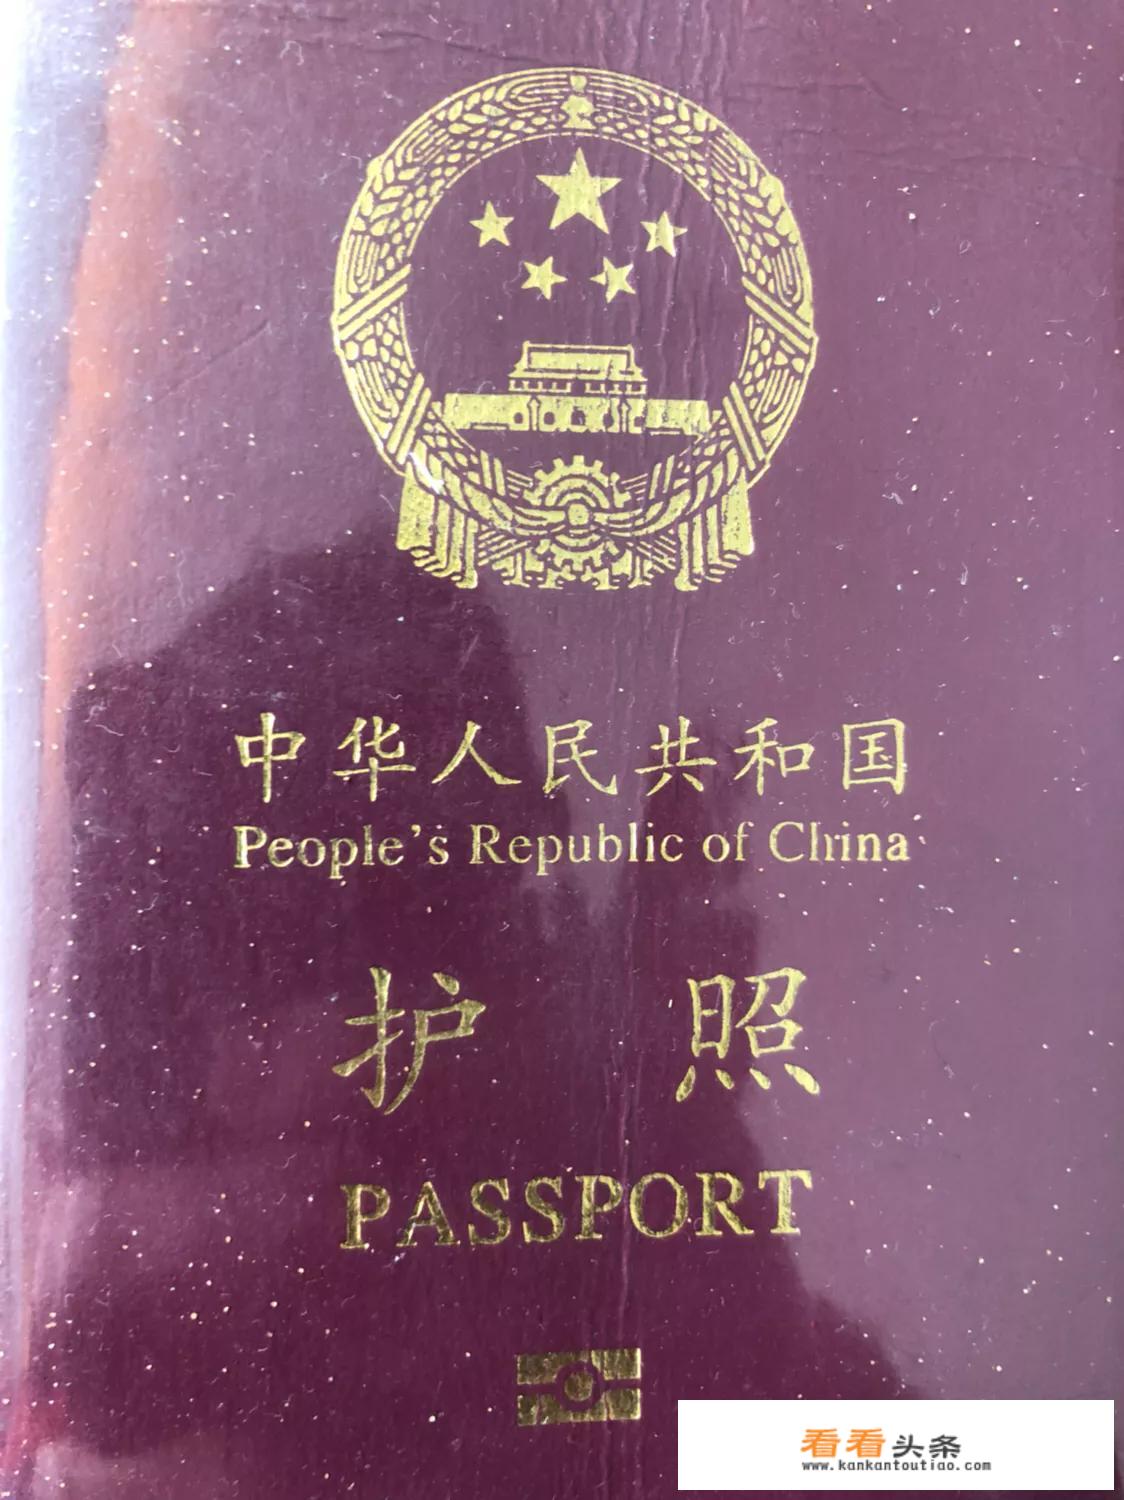 中华人民共和国
People's Republic of China
护照
PASSPORT
看看头条
www.kankantoutiao.com